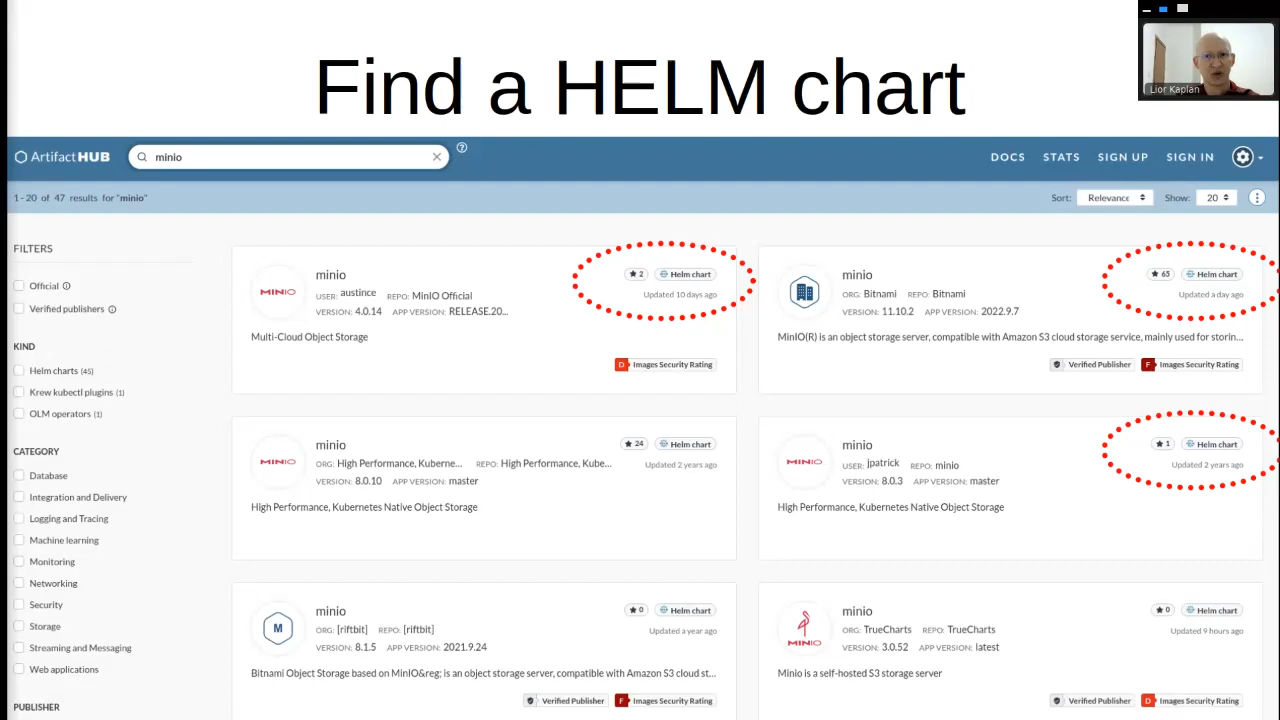 Find a HELM chart
Lior Kaplan
Artifact HUB
minio
DOCS STATS SIGN UP SIGN IN
1 - 20 of 47 results for "minio"
Sort: Relevance Show: 20
FILTERS
Official
Verified publishers
KIND
Helm charts (45)
Krew kubectl plugins (1)
OLM operators (1)
CATEGORY
Database
Integration and Delivery
Logging and Tracing
Machine learning
Monitoring
Networking
Security
Storage
Streaming and Messaging
Web applications
PUBLISHER
minio
2 Helm chart
USER: austince REPO: MinIO Official
Updated 10 days ago
VERSION: 4.0.14 APP VERSION: RELEASE.20...
Multi-Cloud Object Storage
D Images Security Rating
minio
65 Helm chart
ORG: Bitnami REPO: Bitnami
Updated a day ago
VERSION: 11.10.2 APP VERSION: 2022.9.7
MinIO(R) is an object storage server, compatible with Amazon S3 cloud storage service, mainly used for storin...
Verified Publisher F Images Security Rating
MINIO
minio
24 Helm chart
ORG: High Performance, Kuberne... REPO: High Performance, Kube...
Updated 2 years ago
VERSION: 8.0.10 APP VERSION: master
High Performance, Kubernetes Native Object Storage
MINIO
minio
1 Helm chart
USER: jpatrick REPO: minio
Updated 2 years ago
VERSION: 8.0.3 APP VERSION: master
High Performance, Kubernetes Native Object Storage
MINIO
M
minio
0 Helm chart
ORG: [riftbit] REPO: [riftbit]
Updated a year ago
VERSION: 8.1.5 APP VERSION: 2021.9.24
Bitnami Object Storage based on MinIO&reg; is an object storage server, compatible with Amazon S3 cloud st...
Verified Publisher F Images Security Rating
MINIO
minio
0 Helm chart
ORG: TrueCharts REPO: TrueCharts
Updated 9 hours ago
VERSION: 3.0.52 APP VERSION: latest
Minio is a self-hosted S3 storage server
Verified Publisher D Images Security Rating